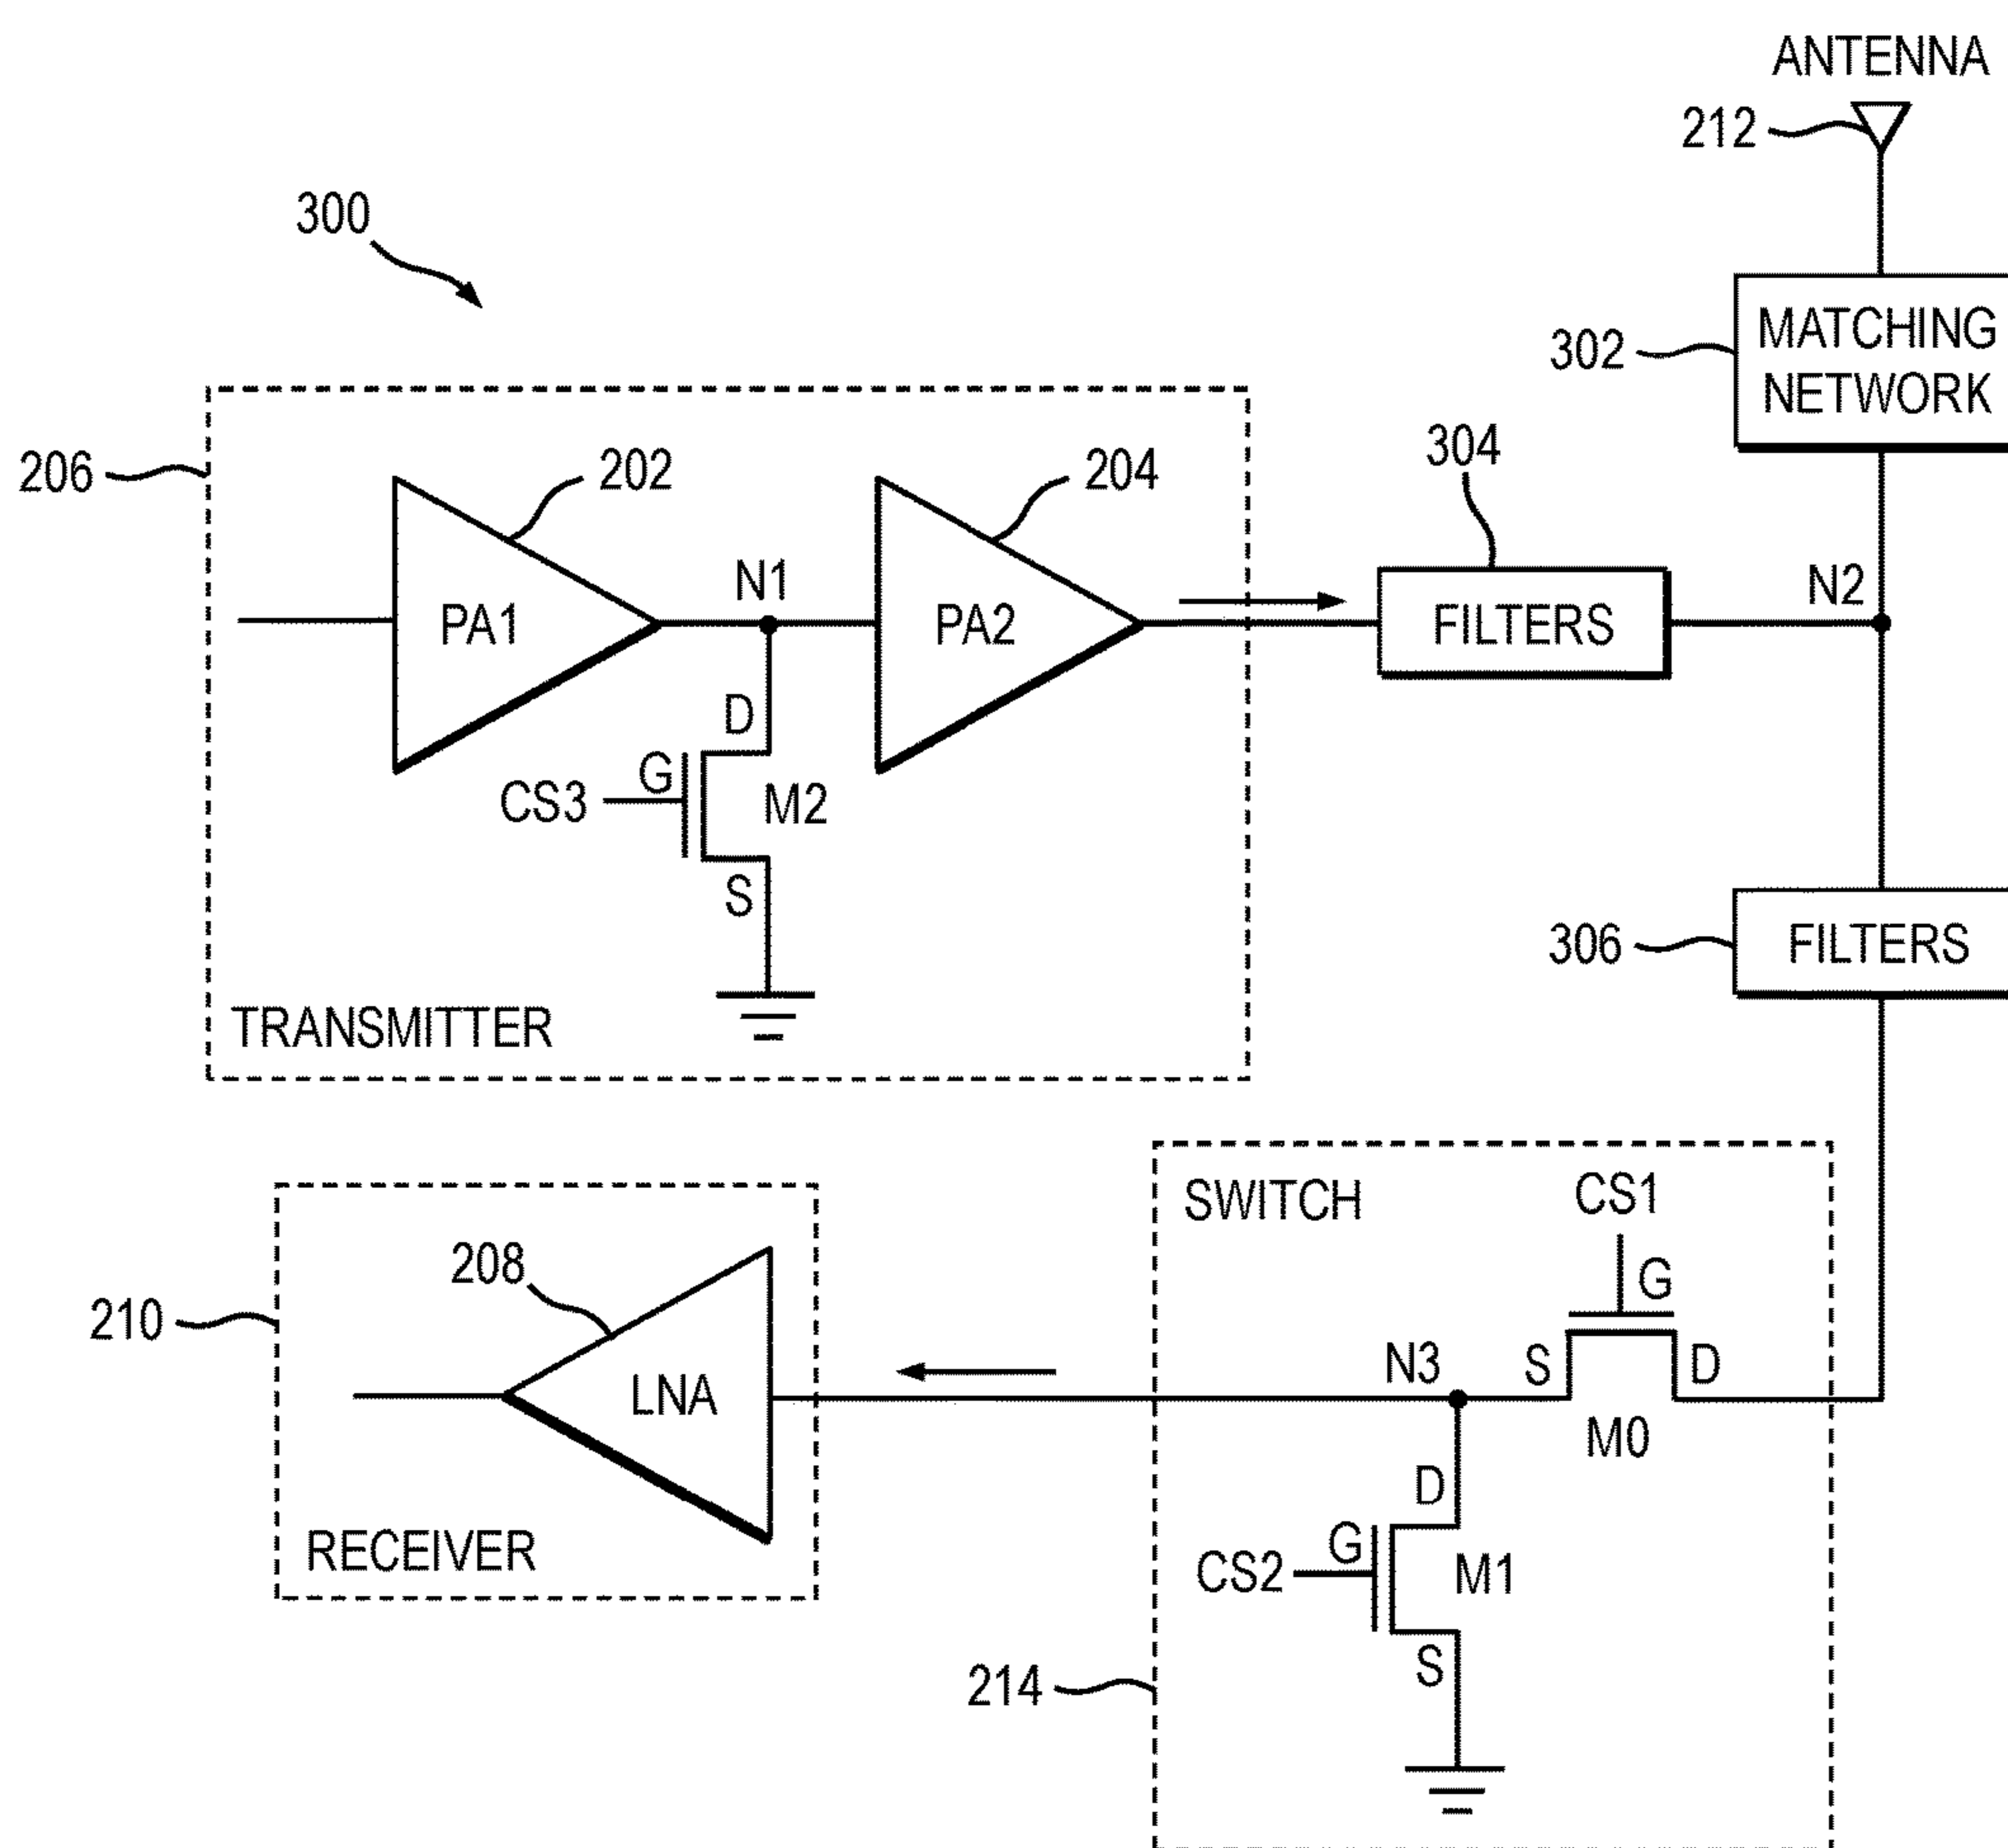 ANTENNA
212
300
302
MATCHING
NETWORK
206
202
204
304
N1
N2
PA1
PA2
FILTERS
D
G
CS3
M2
S
306
FILTERS
TRANSMITTER
SWITCH
CS1
G
208
210
LNA
N3
S
D
M0
D
G
CS2
M1
RECEIVER
S
214